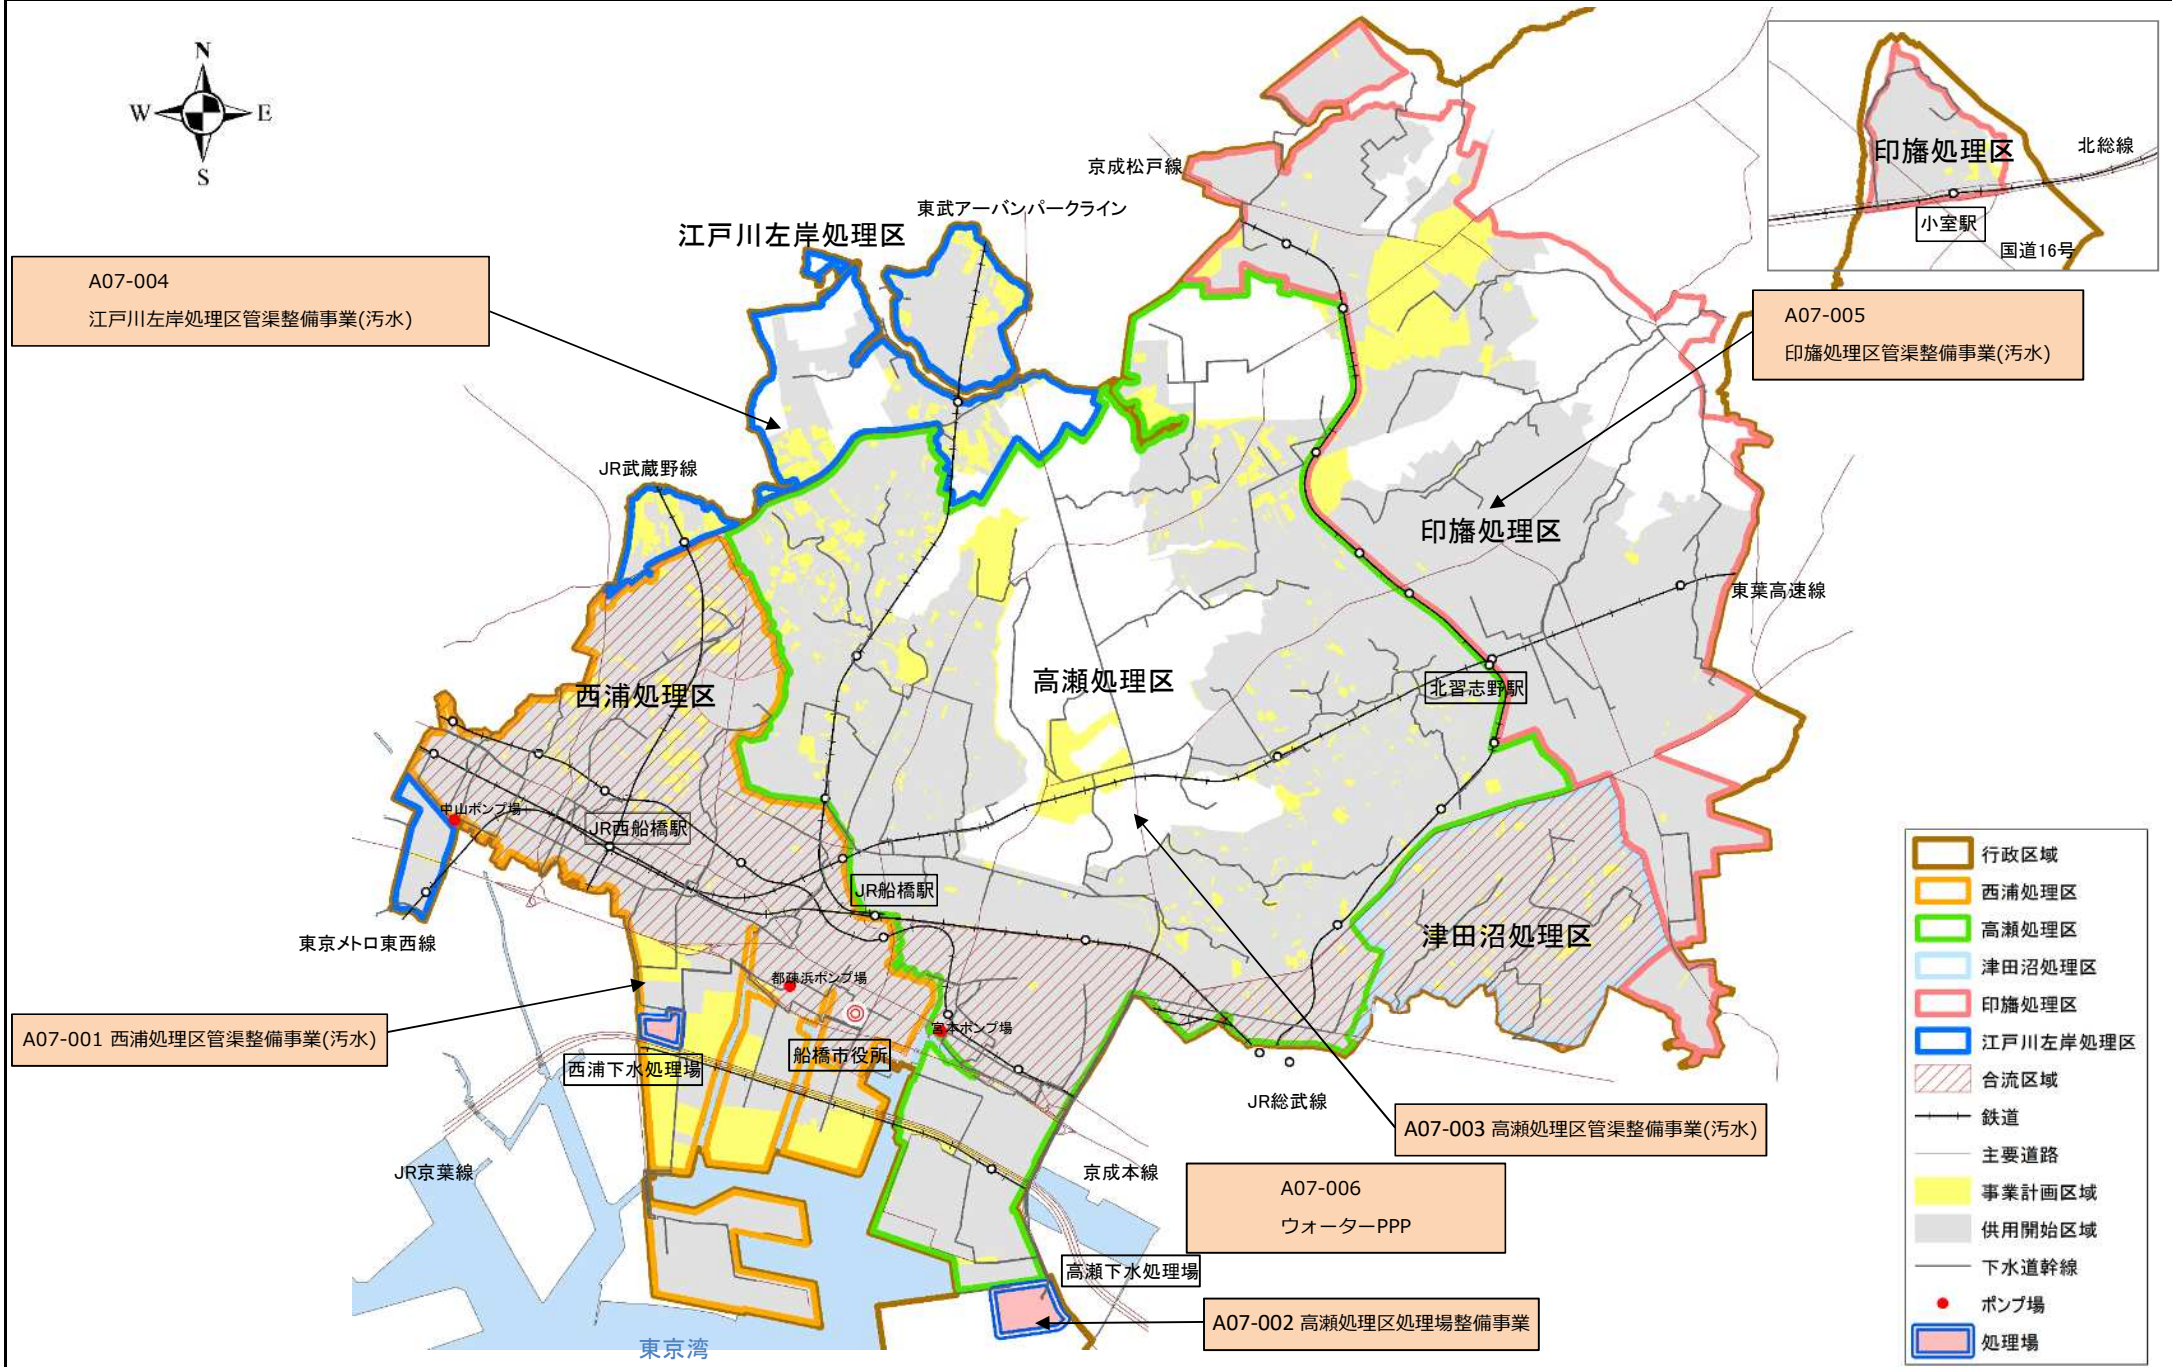 N
W
E
S
京成松戸線
東武アーバンパークライン
江戸川左岸処理区
印旛処理区
北総線
小室駅
国道16号
A07-004
江戸川左岸処理区管渠整備事業(汚水)
A07-005
印旛処理区管渠整備事業(汚水)
JR武蔵野線
印旛処理区
東葉高速線
西浦処理区
高瀬処理区
北習志野駅
中山ポンプ場
JR西船橋駅
JR船橋駅
東京メトロ東西線
津田沼処理区
都疎浜ポンプ場
宮本ポンプ場
A07-001 西浦処理区管渠整備事業(汚水)
西浦下水処理場
船橋市役所
JR総武線
A07-003 高瀬処理区管渠整備事業(汚水)
JR京葉線
京成本線
A07-006
ウォーターPPP
高瀬下水処理場
A07-002 高瀬処理区処理場整備事業
東京湾
行政区域
西浦処理区
高瀬処理区
津田沼処理区
印旛処理区
江戸川左岸処理区
合流区域
鉄道
主要道路
事業計画区域
供用開始区域
下水道幹線
ポンプ場
処理場